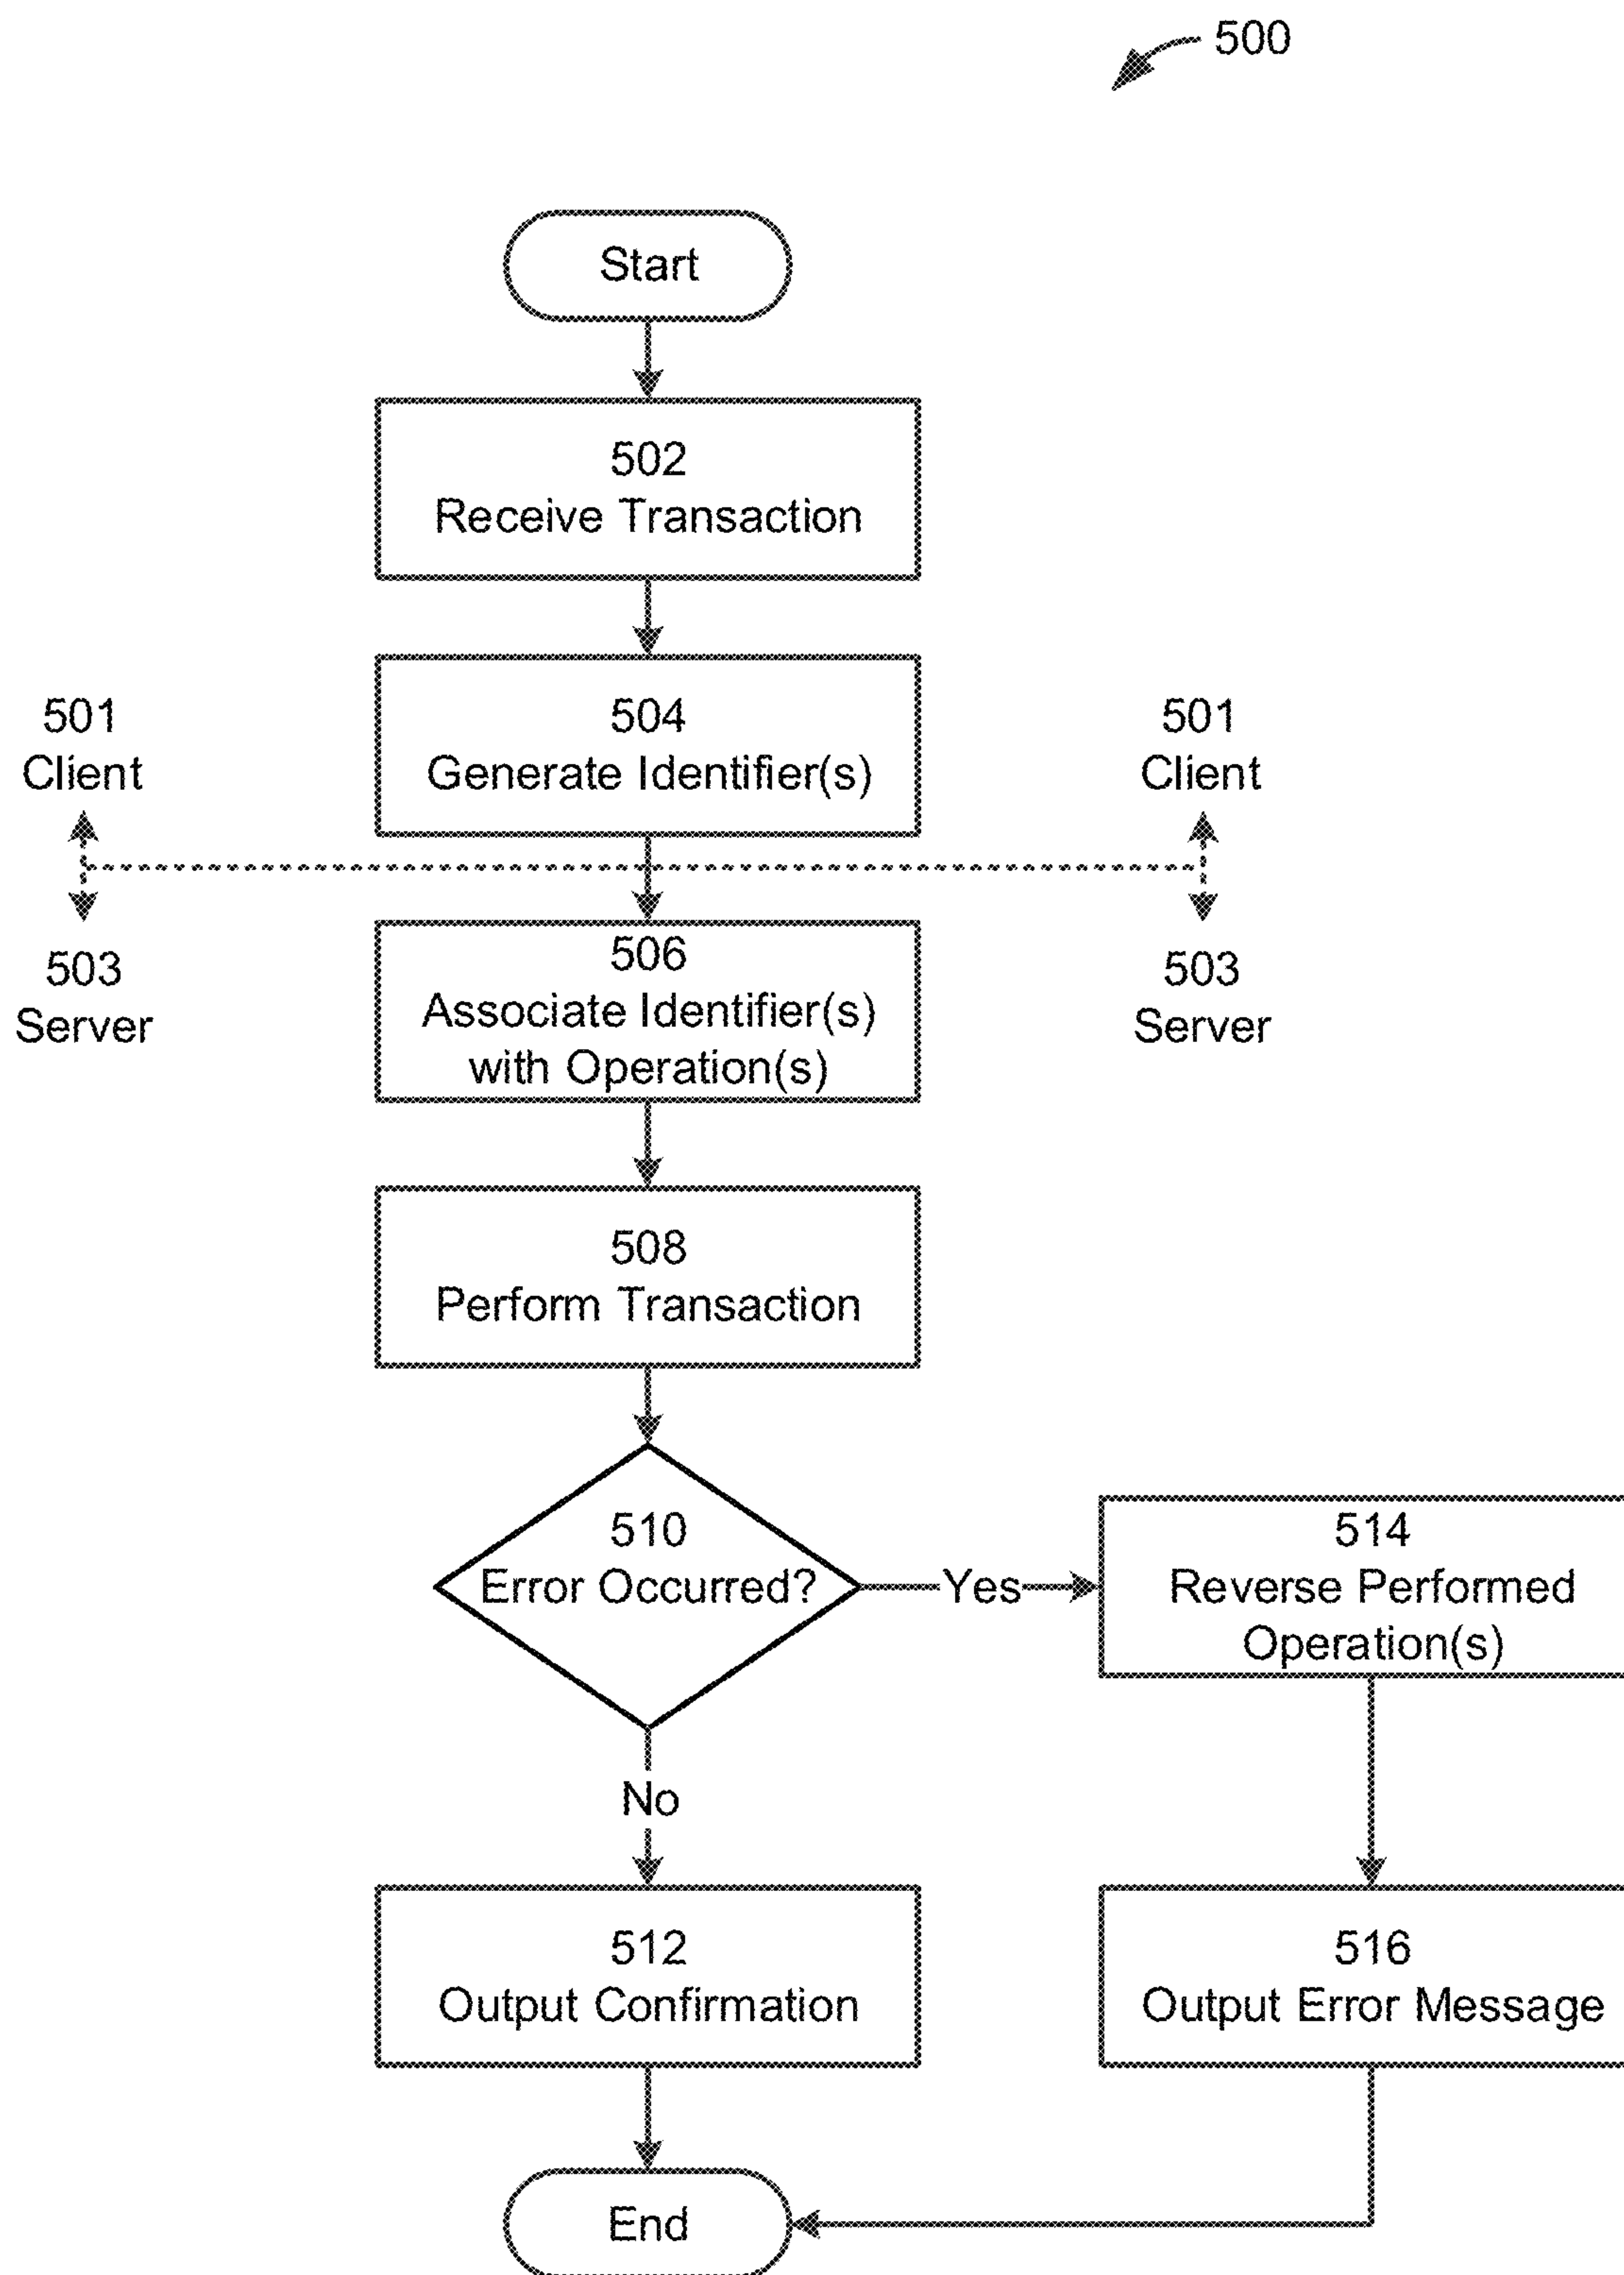 500
Start
502
Receive Transaction
504
Generate Identifier(s)
501
Client
501
Client
503
Server
503
Server
506
Associate Identifier(s)
with Operation(s)
508
Perform Transaction
510
Error Occurred?
Yes
514
Reverse Performed
Operation(s)
No
512
Output Confirmation
516
Output Error Message
End